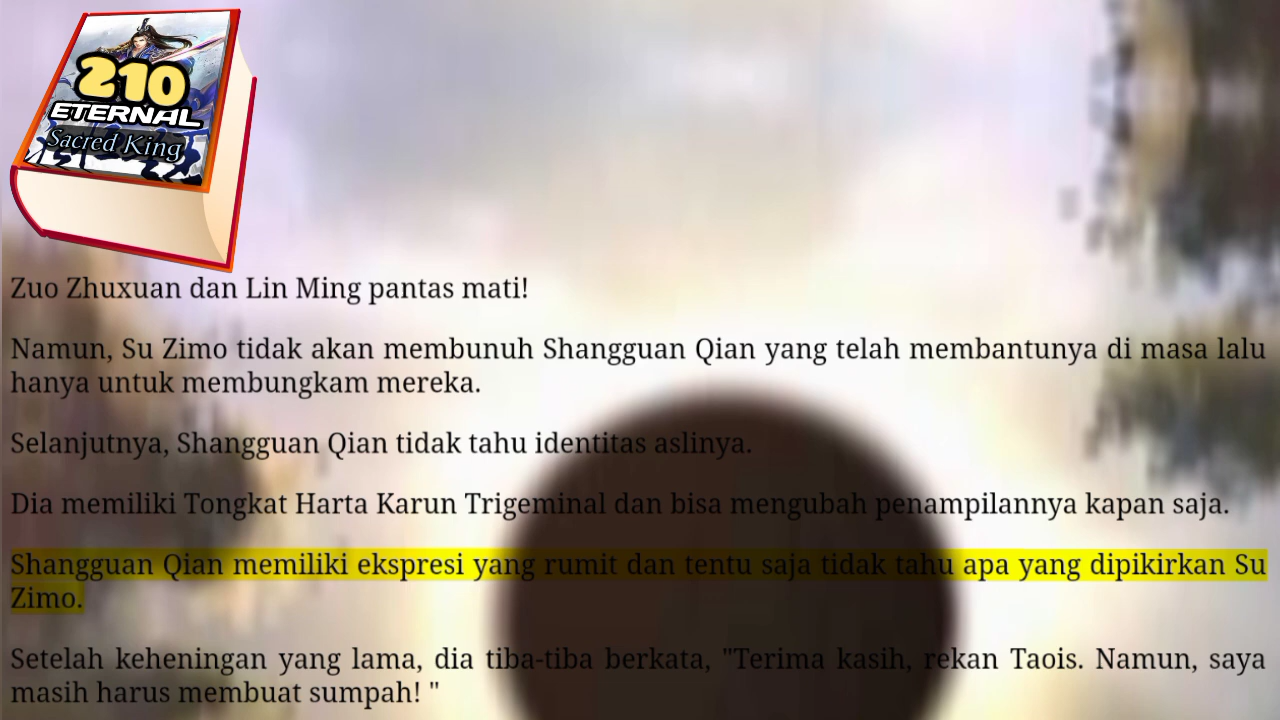 210
ETERNAL
Sacred King
Zuo Zhuxuan dan Lin Ming pantas mati!
Namun, Su Zimo tidak akan membunuh Shangguan Qian yang telah membantunya di masa lalu
hanya untuk membungkam mereka.
Selanjutnya, Shangguan Qian tidak tahu identitas aslinya.
Dia memiliki Tongkat Harta Karun Trigeminal dan bisa mengubah penampilannya kapan saja.
Shangguan Qian memiliki ekspresi yang rumit dan tentu saja tidak tahu apa yang dipikirkan Su
Zimo.
Setelah keheningan yang lama, dia tiba-tiba berkata, "Terima kasih, rekan Taois. Namun, saya
masih harus membuat sumpah! "